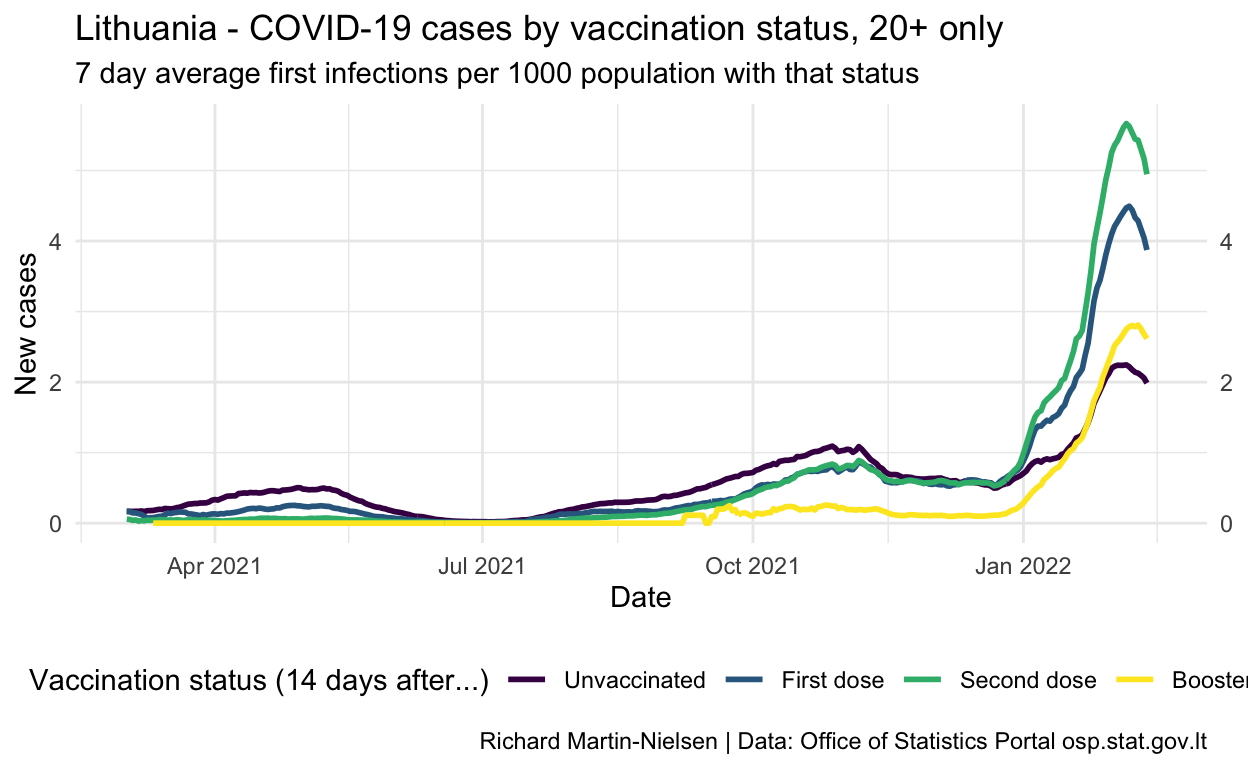 Lithuania - COVID-19 cases by vaccination status, 20+ only
7 day average first infections per 1000 population with that status
New cases
4
2
0
4
2
0
Apr 2021
Jul 2021
Oct 2021
Jan 2022
Date
Vaccination status (14 days after...) Unvaccinated First dose Second dose Booster
Richard Martin-Nielsen | Data: Office of Statistics Portal osp.stat.gov.lt